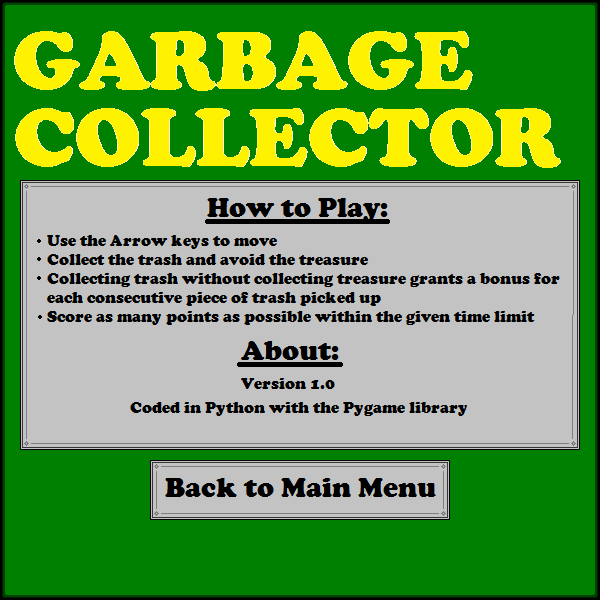 GARBAGE
COLLECTOR
How to Play:
• Use the Arrow keys to move
• Collect the trash and avoid the treasure
• Collecting trash without collecting treasure grants a bonus for
each consecutive piece of trash picked up
• Score as many points as possible within the given time limit
About:
Version 1.0
Coded in Python with the Pygame library
Back to Main Menu